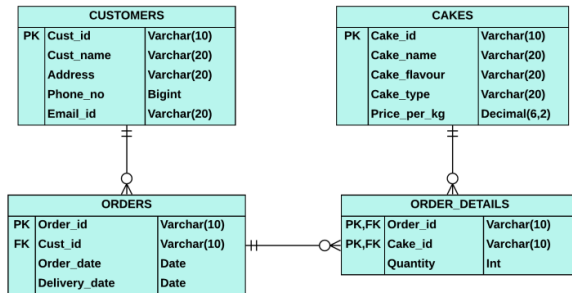 CUSTOMERS
PK Cust_id Varchar(10)
Cust_name Varchar(20)
Address Varchar(20)
Phone_no Bigint
Email_id Varchar(20)
CAKES
PK Cake_id Varchar(10)
Cake_name Varchar(20)
Cake_flavour Varchar(20)
Cake_type Varchar(20)
Price_per_kg Decimal(6,2)
ORDERS
PK Order_id Varchar(10)
FK Cust_id Varchar(10)
Order_date Date
Delivery_date Date
ORDER_DETAILS
PK,FK Order_id Varchar(10)
PK,FK Cake_id Varchar(10)
Quantity Int